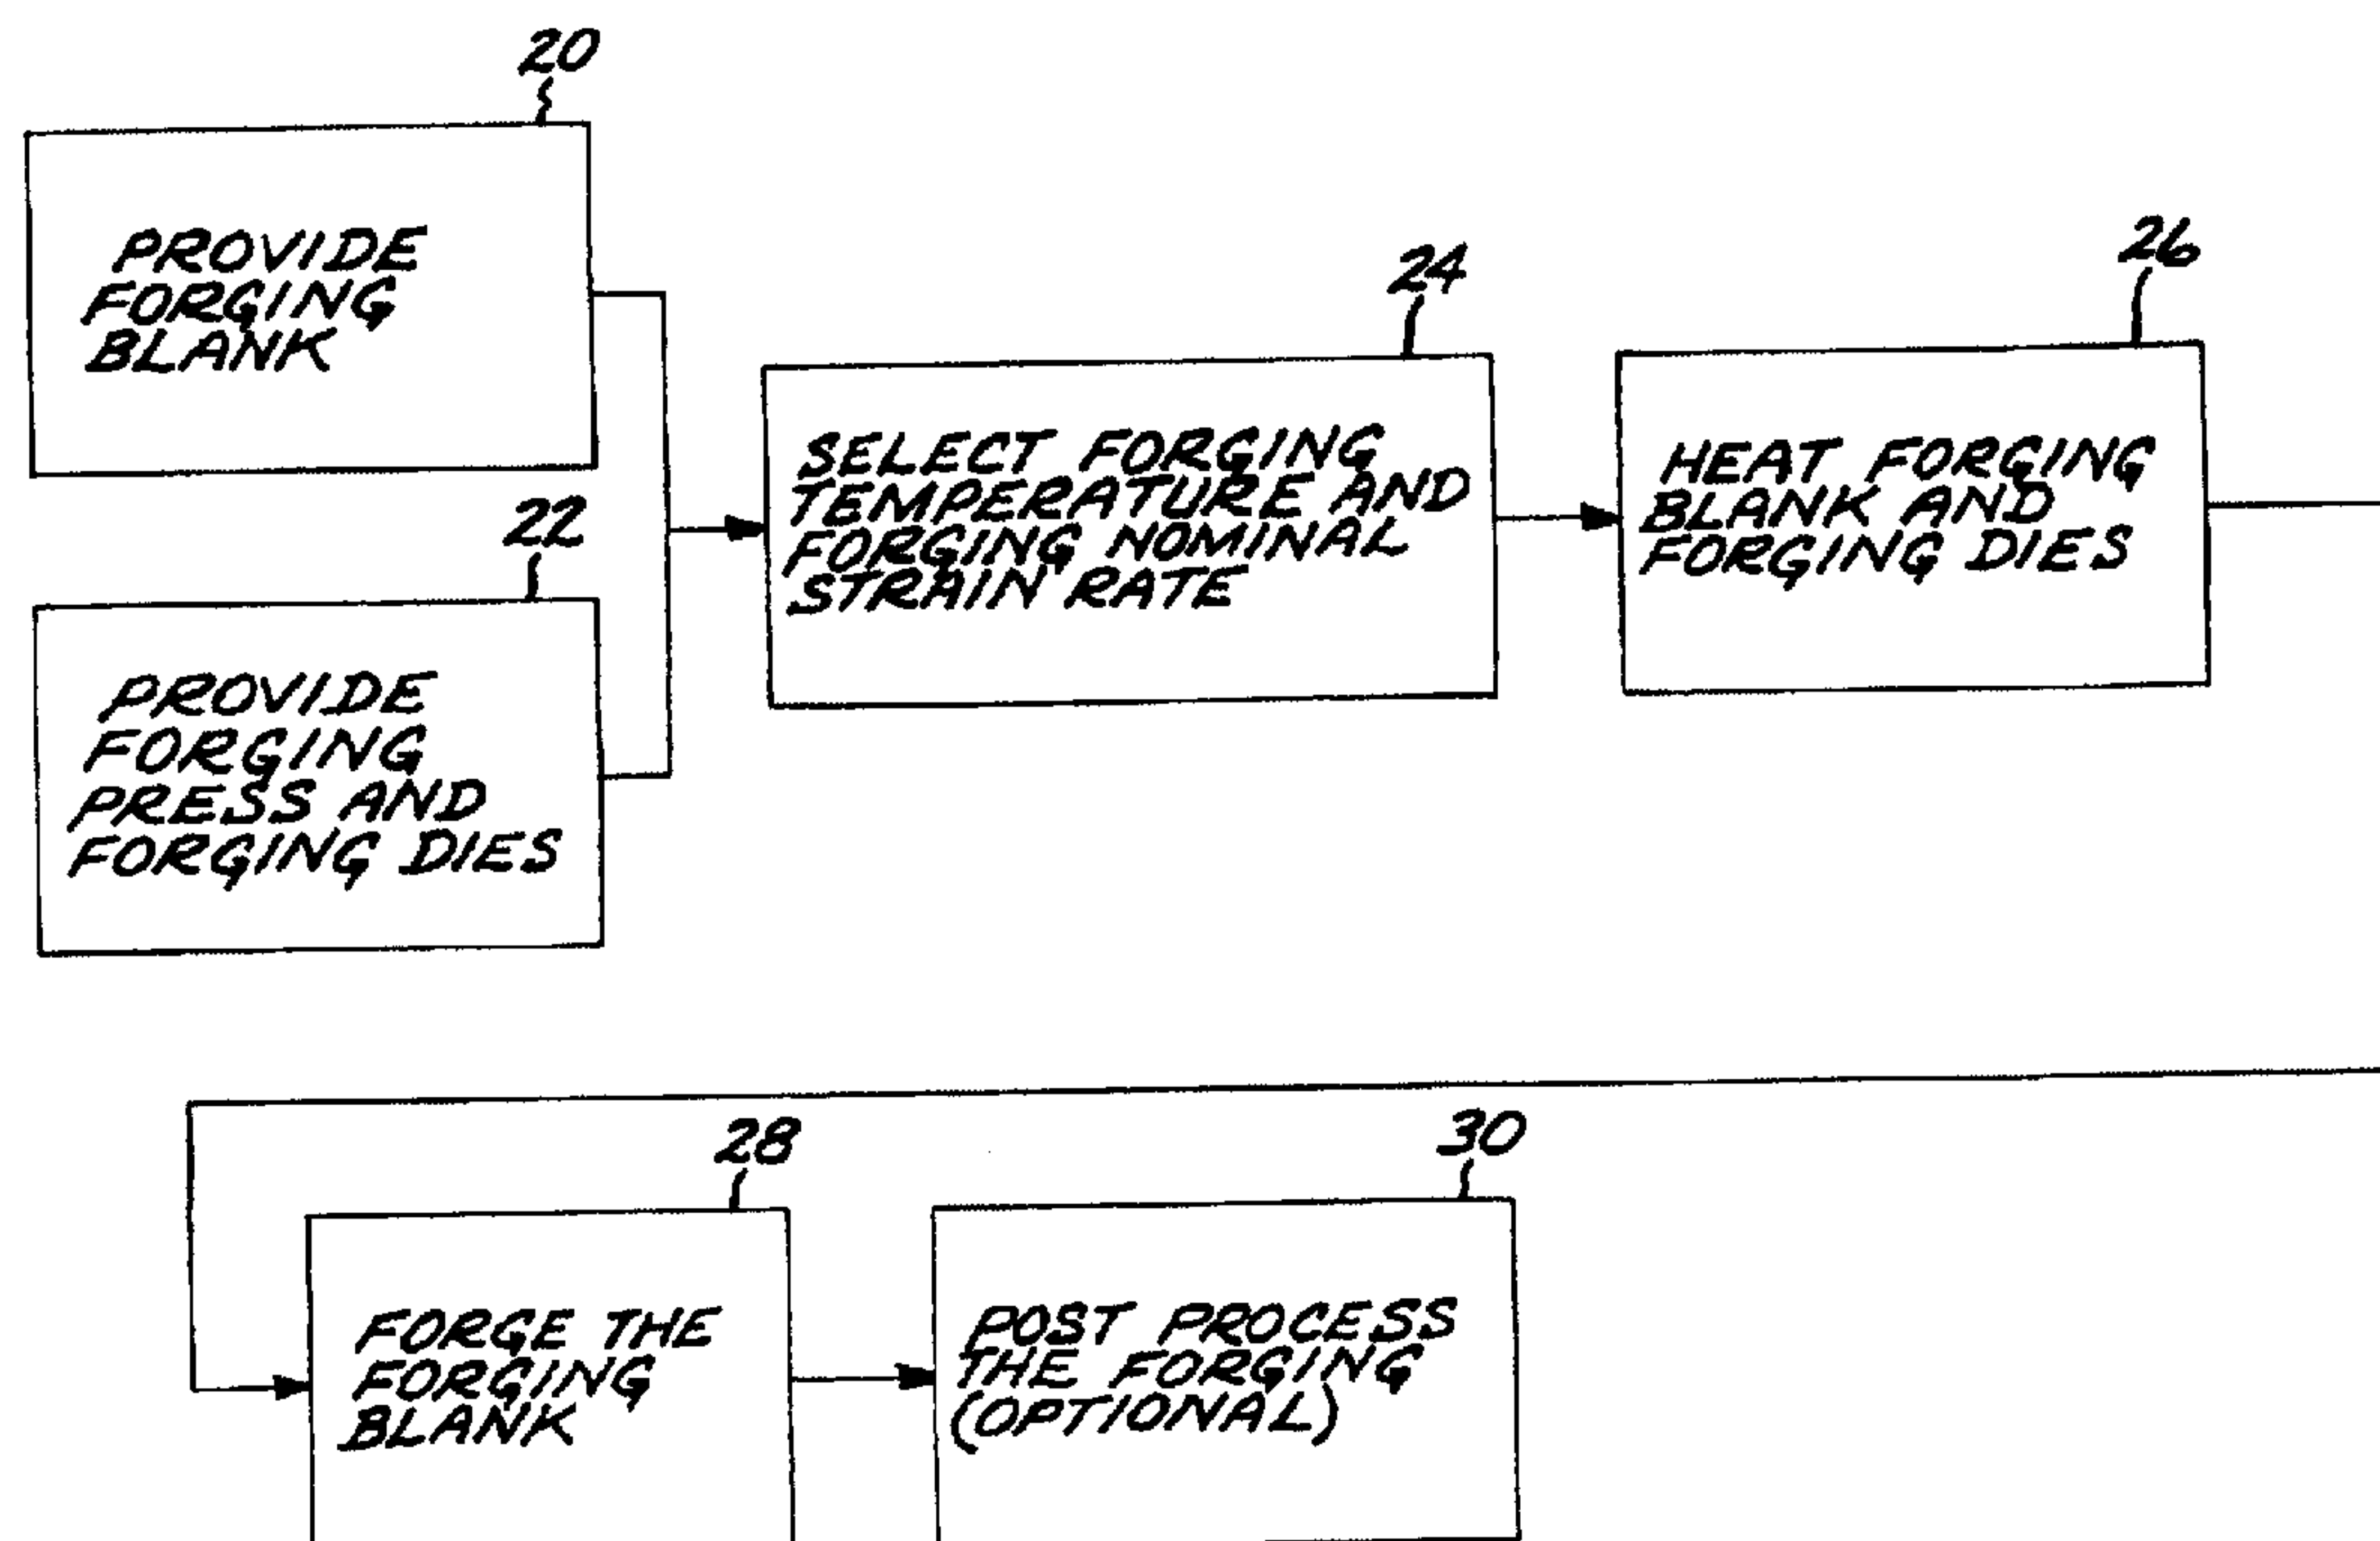 20
PROVIDE
FORGING
BLANK
22
PROVIDE
FORGING
PRESS AND
FORGING DIES
24
SELECT FORGING
TEMPERATURE AND
FORGING NOMINAL
STRAIN RATE
26
HEAT FORGING
BLANK AND
FORGING DIES
28
FORGE THE
FORGING
BLANK
30
POST PROCESS
THE FORGING
(OPTIONAL)